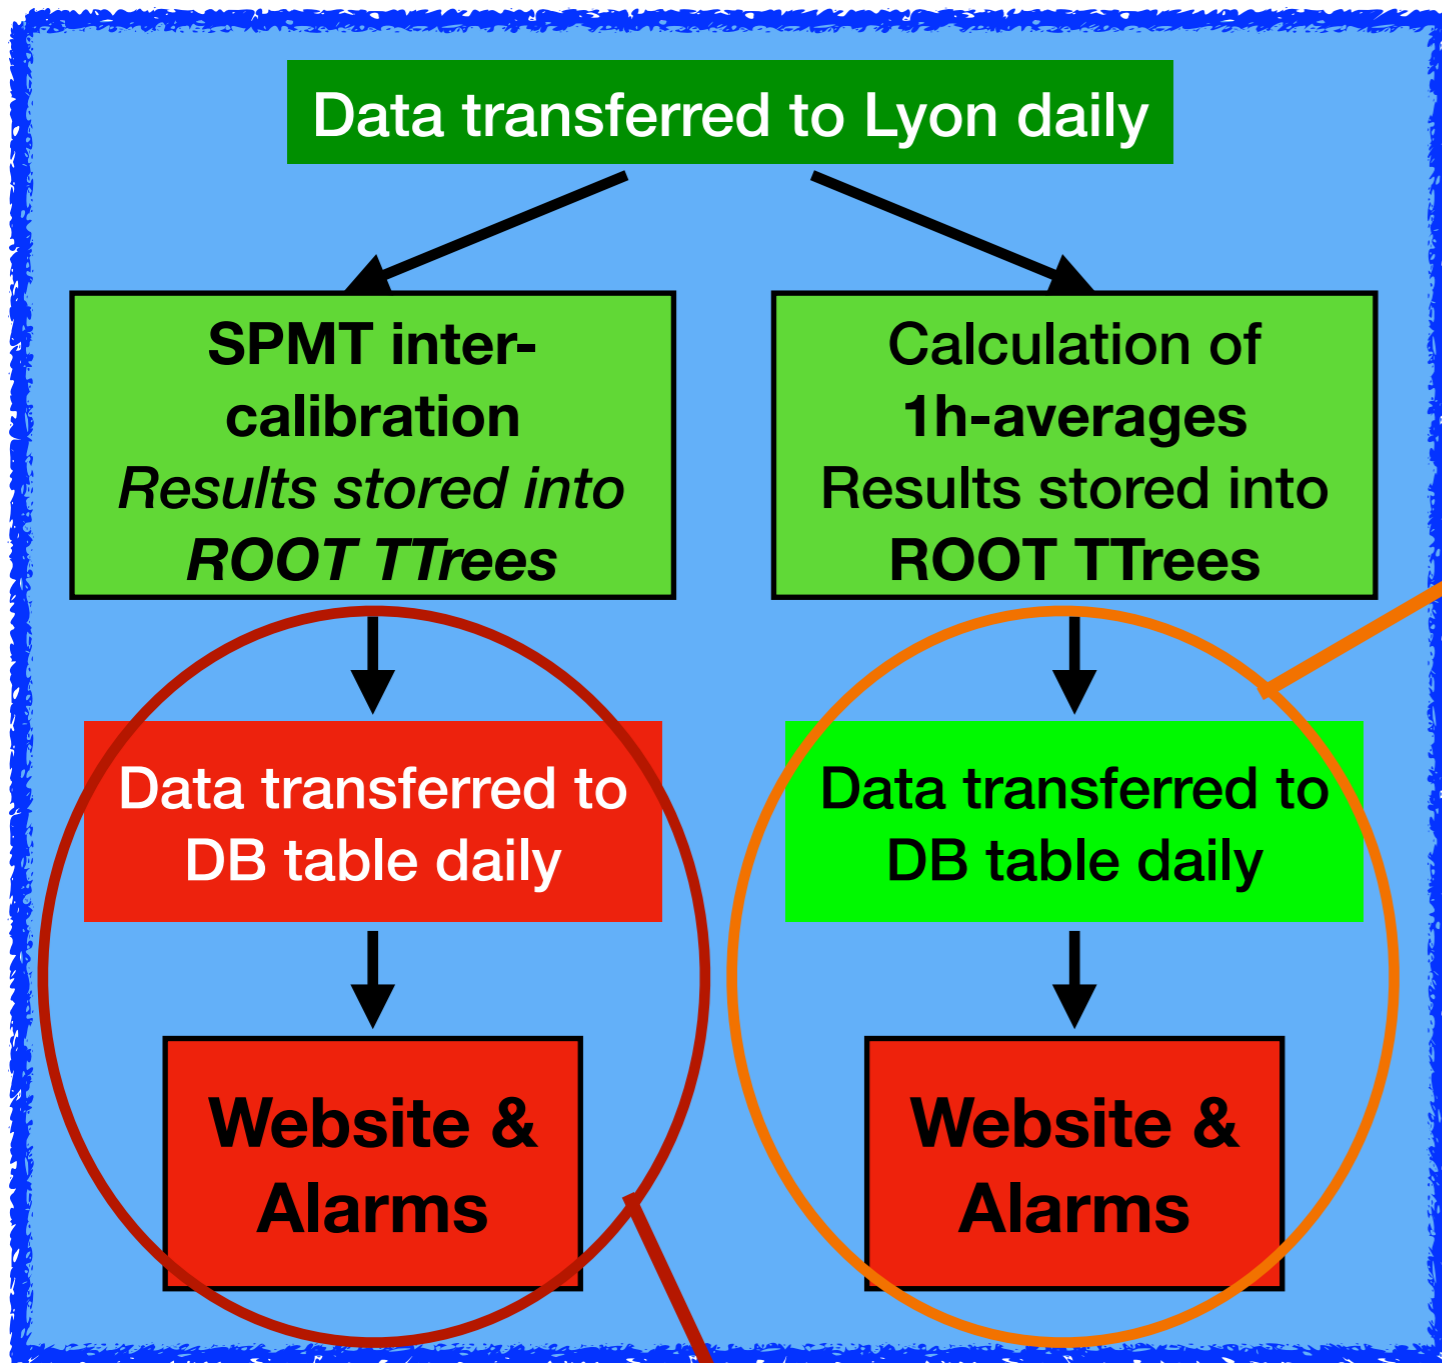 Data transferred to Lyon daily
SPMT inter-
calibration
Results stored into
ROOT TTrees
Calculation of
1h-averages
Results stored into
ROOT TTrees
Data transferred to
DB table daily
Data transferred to
DB table daily
Website &
Alarms
Website &
Alarms